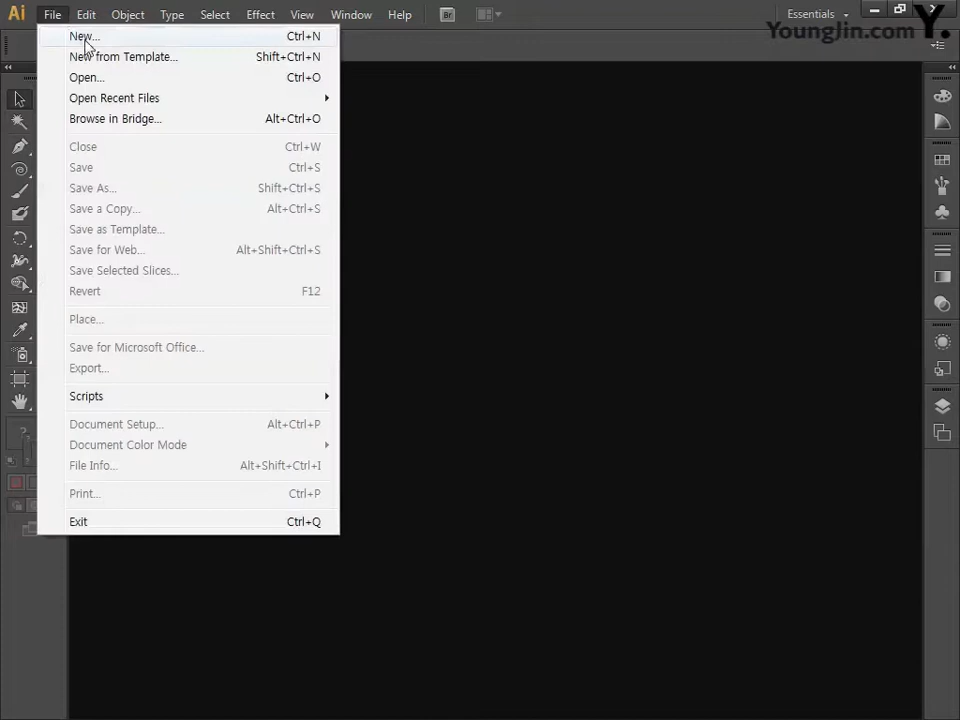 Ai File Edit Object Type Select Effect View Window Help Br Essentials
YoungJin.com Y.
New... Ctrl+N
New from Template... Shift+Ctrl+N
Open... Ctrl+O
Open Recent Files
Browse in Bridge... Alt+Ctrl+O
Close Ctrl+W
Save Ctrl+S
Save As... Shift+Ctrl+S
Save a Copy... Alt+Ctrl+S
Save as Template...
Save for Web... Alt+Shift+Ctrl+S
Save Selected Slices...
Revert F12
Place...
Save for Microsoft Office...
Export...
Scripts
Document Setup... Alt+Ctrl+P
Document Color Mode
File Info... Alt+Shift+Ctrl+I
Print... Ctrl+P
Exit Ctrl+Q